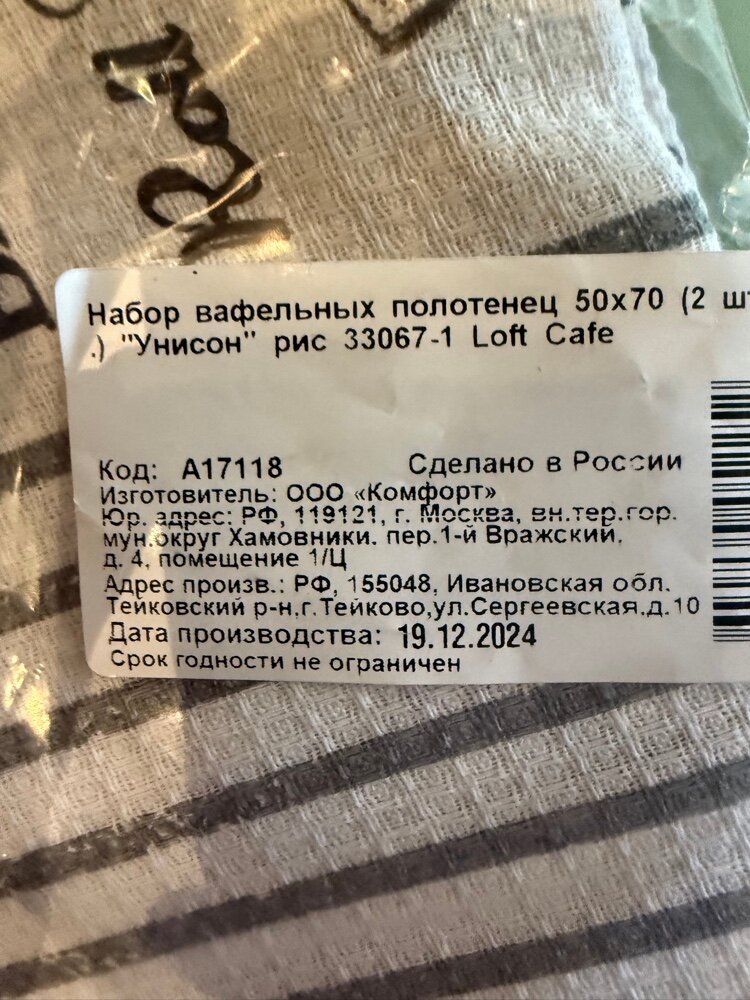 Набор вафельных полотенец 50х70 (2 шт
.) "Унисон" рис 33067-1 Loft Cafe
Код: А17118 Сделано в России
Изготовитель: ООО «Комфорт»
Юр. адрес: РФ, 119121, г. Москва, вн.тер.гор.
мун.округ Хамовники, пер.1-й Вражский,
д. 4, помещение 1/Ц
Адрес произв.: РФ, 155048, Ивановская обл.
Тейковский р-н,г.Тейково,ул.Сергеевская,д.10
Дата производства: 19.12.2024
Срок годности не ограничен